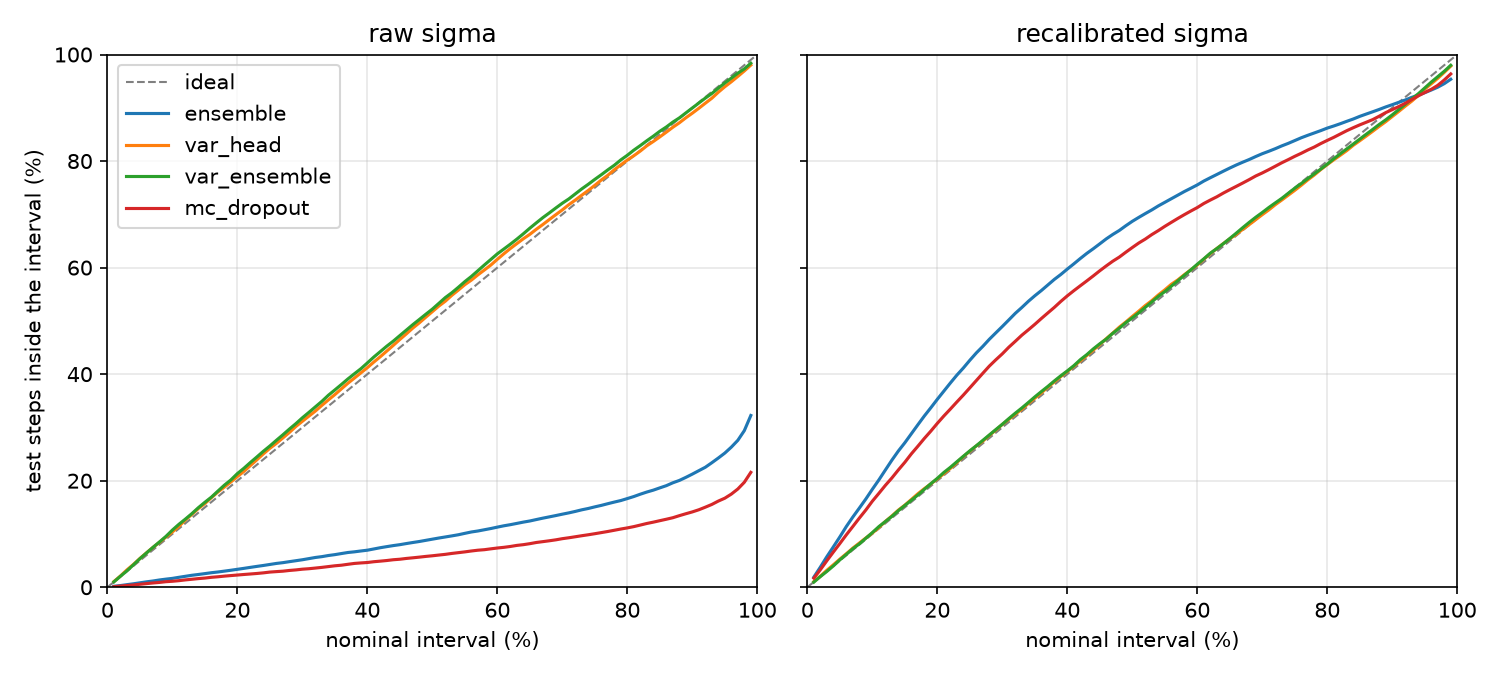 raw sigma
recalibrated sigma
100
80
60
40
20
0
ideal
ensemble
var_head
var_ensemble
mc_dropout
test steps inside the interval (%)
0 20 40 60 80 100
0 20 40 60 80 100
nominal interval (%)
nominal interval (%)